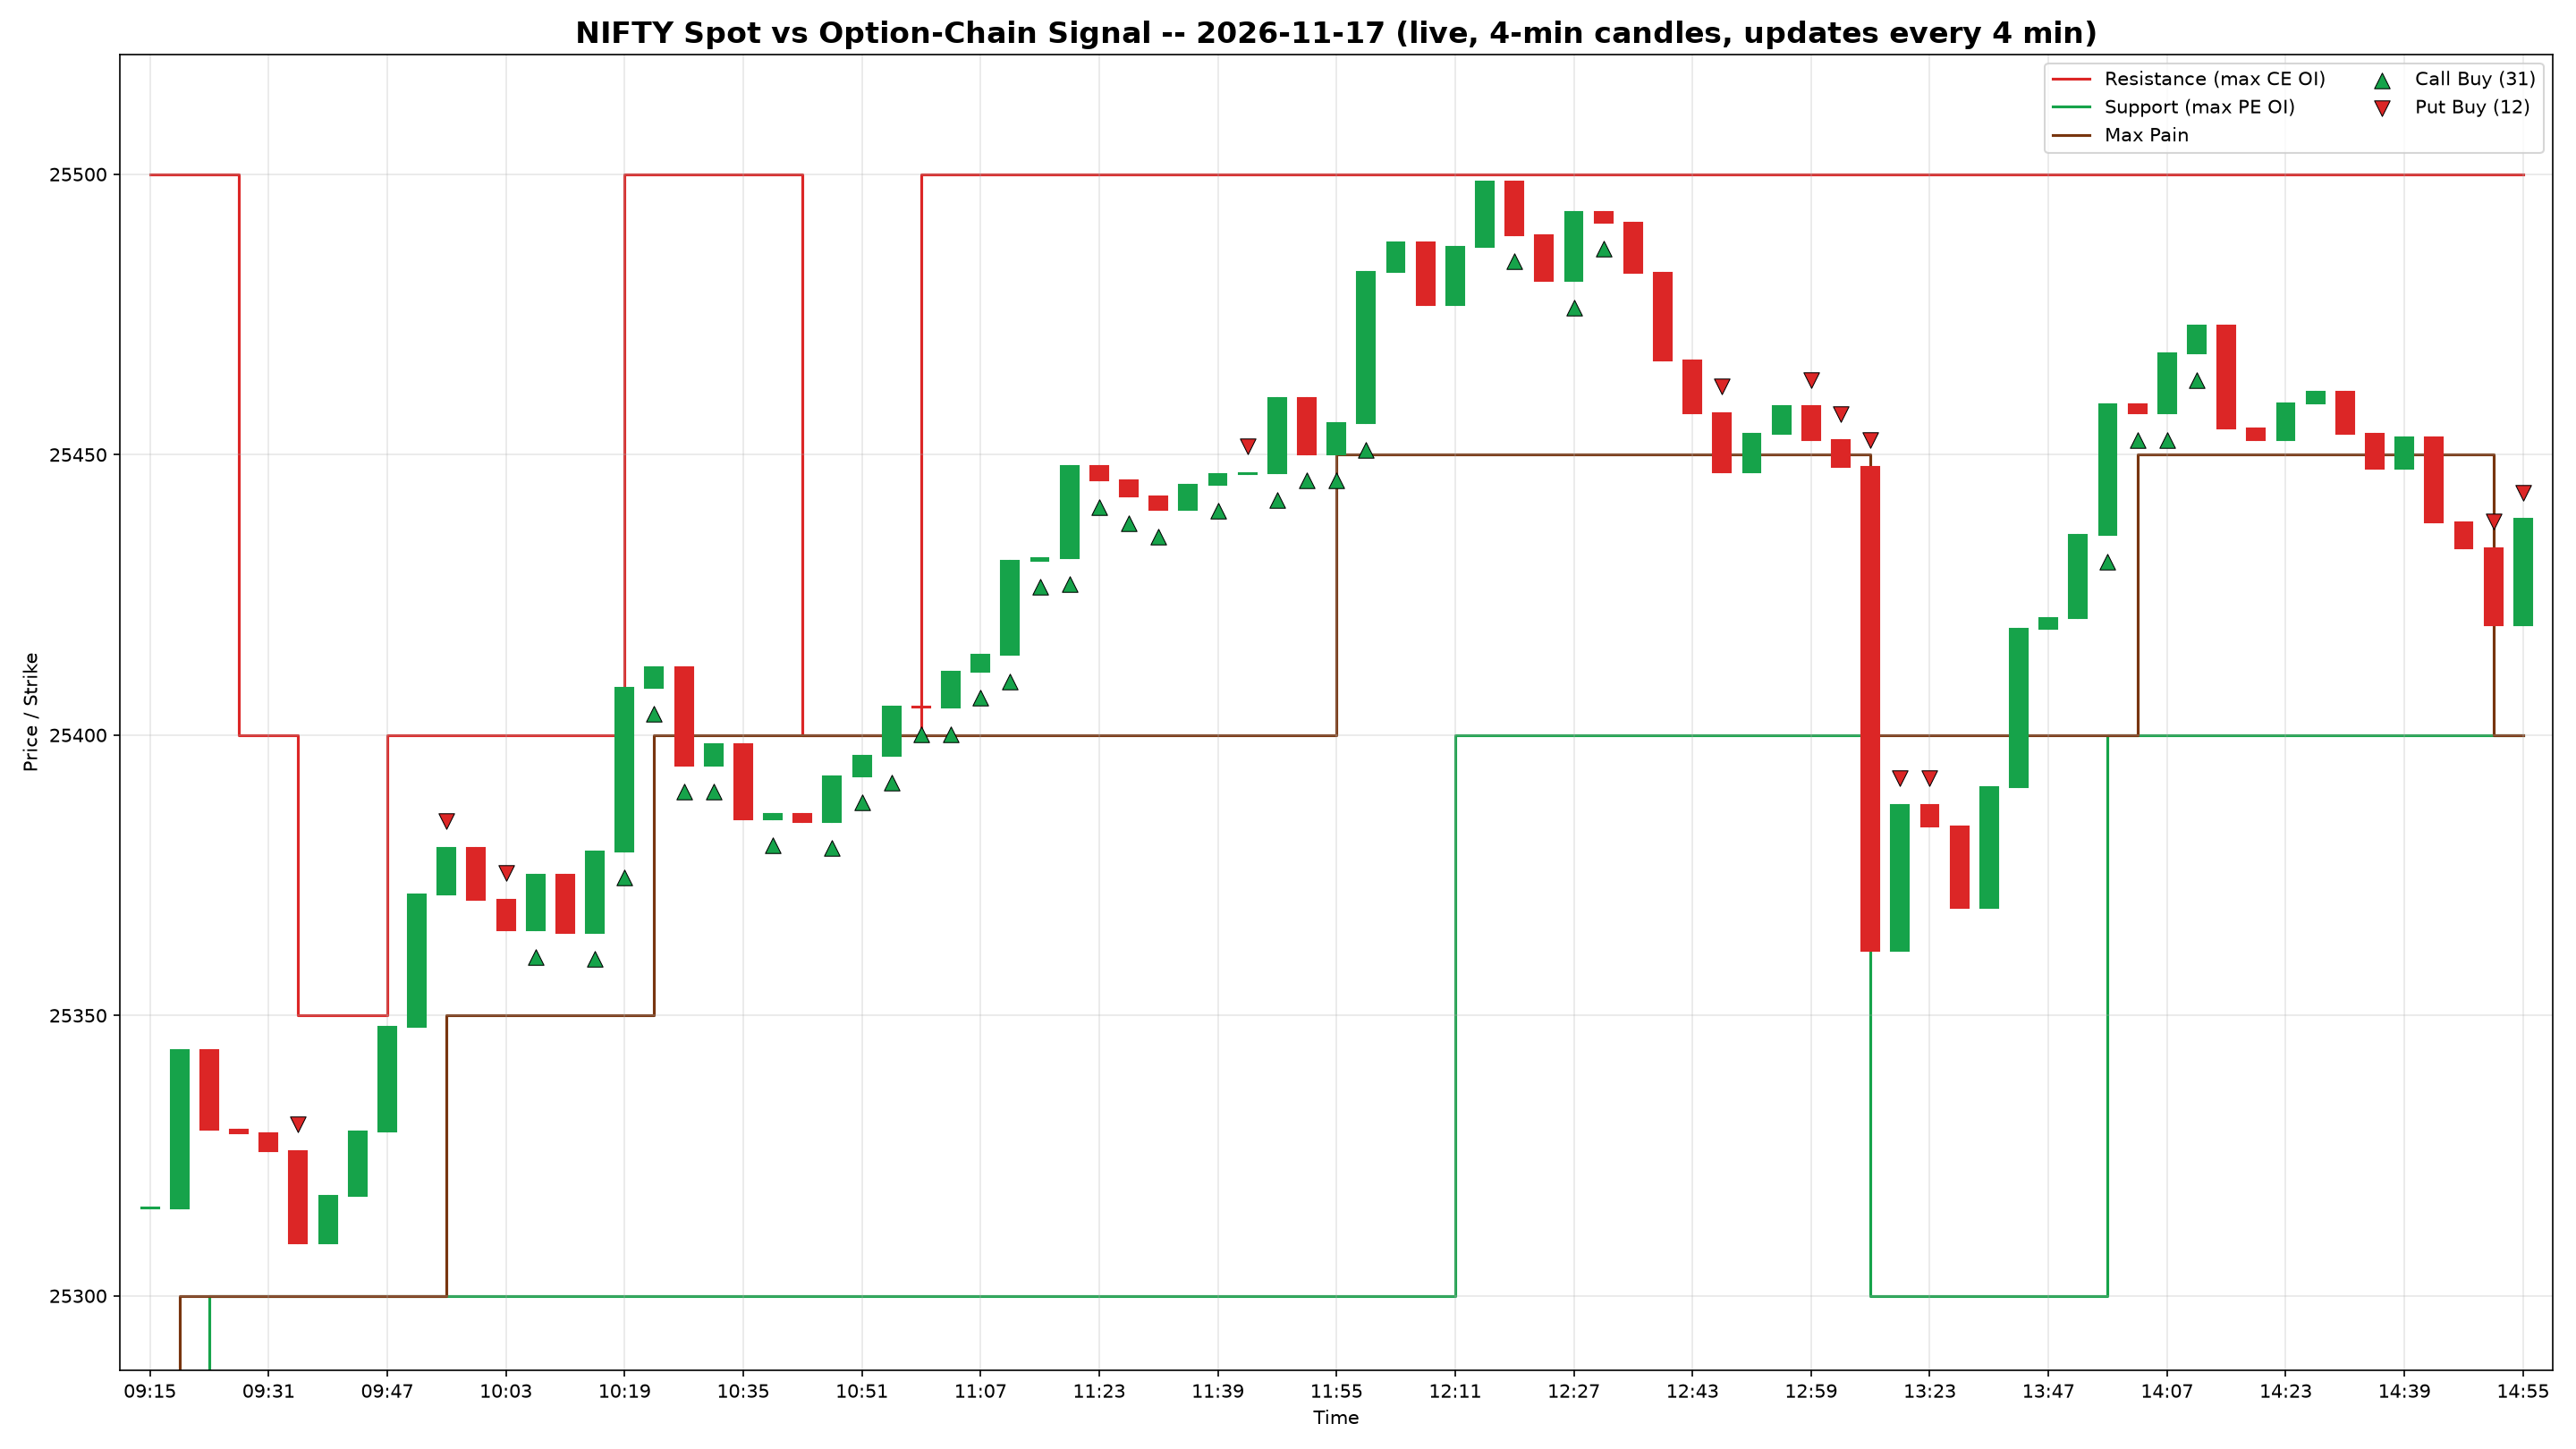 NIFTY Spot vs Option-Chain Signal -- 2026-11-17 (live, 4-min candles, updates every 4 min)
Resistance (max CE OI)
Support (max PE OI)
Max Pain
Call Buy (31)
Put Buy (12)
Price / Strike
25500
25450
25400
25350
25300
09:15 09:31 09:47 10:03 10:19 10:35 10:51 11:07 11:23 11:39 11:55 12:11 12:27 12:43 12:59 13:23 13:47 14:07 14:23 14:39 14:55
Time